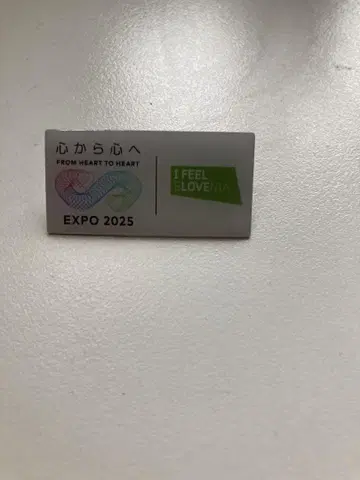 心から心へ
FROM HEART TO HEART
EXPO 2025
I FEEL
SLOVENIA